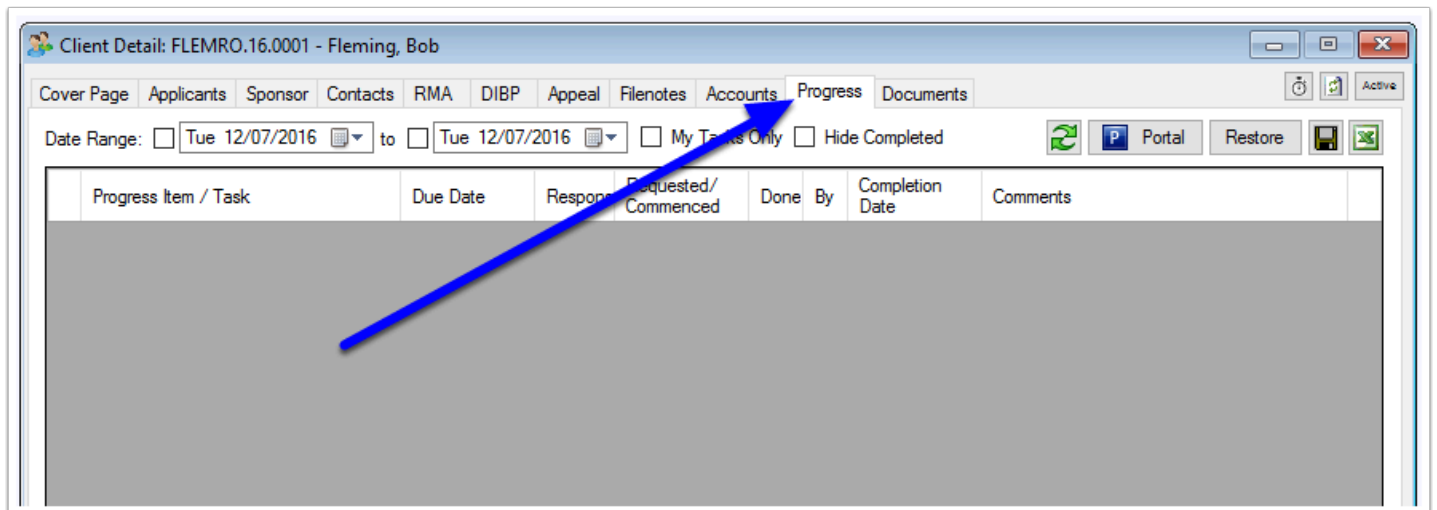 Client Detail: FLEMRO.16.0001 - Fleming, Bob
Cover Page Applicants Sponsor Contacts RMA DIBP Appeal Filenotes Accounts Progress Documents Active
Date Range: Tue 12/07/2016 to Tue 12/07/2016 My Tasks Only Hide Completed P Portal Restore
Progress Item / Task Due Date Respons Requested/ Commenced Done By Completion Date Comments